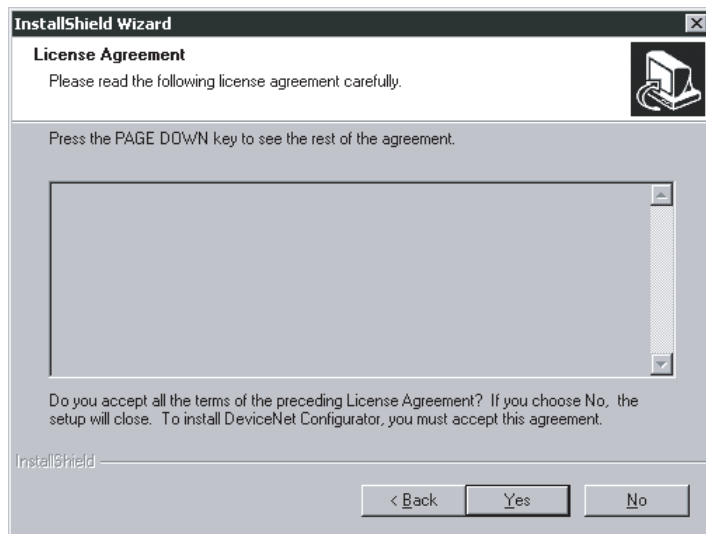 InstallShield Wizard
License Agreement
Please read the following license agreement carefully.
Press the PAGE DOWN key to see the rest of the agreement.
Do you accept all the terms of the preceding License Agreement? If you choose No, the
setup will close. To install DeviceNet Configurator, you must accept this agreement.
InstallShield
< Back Yes No